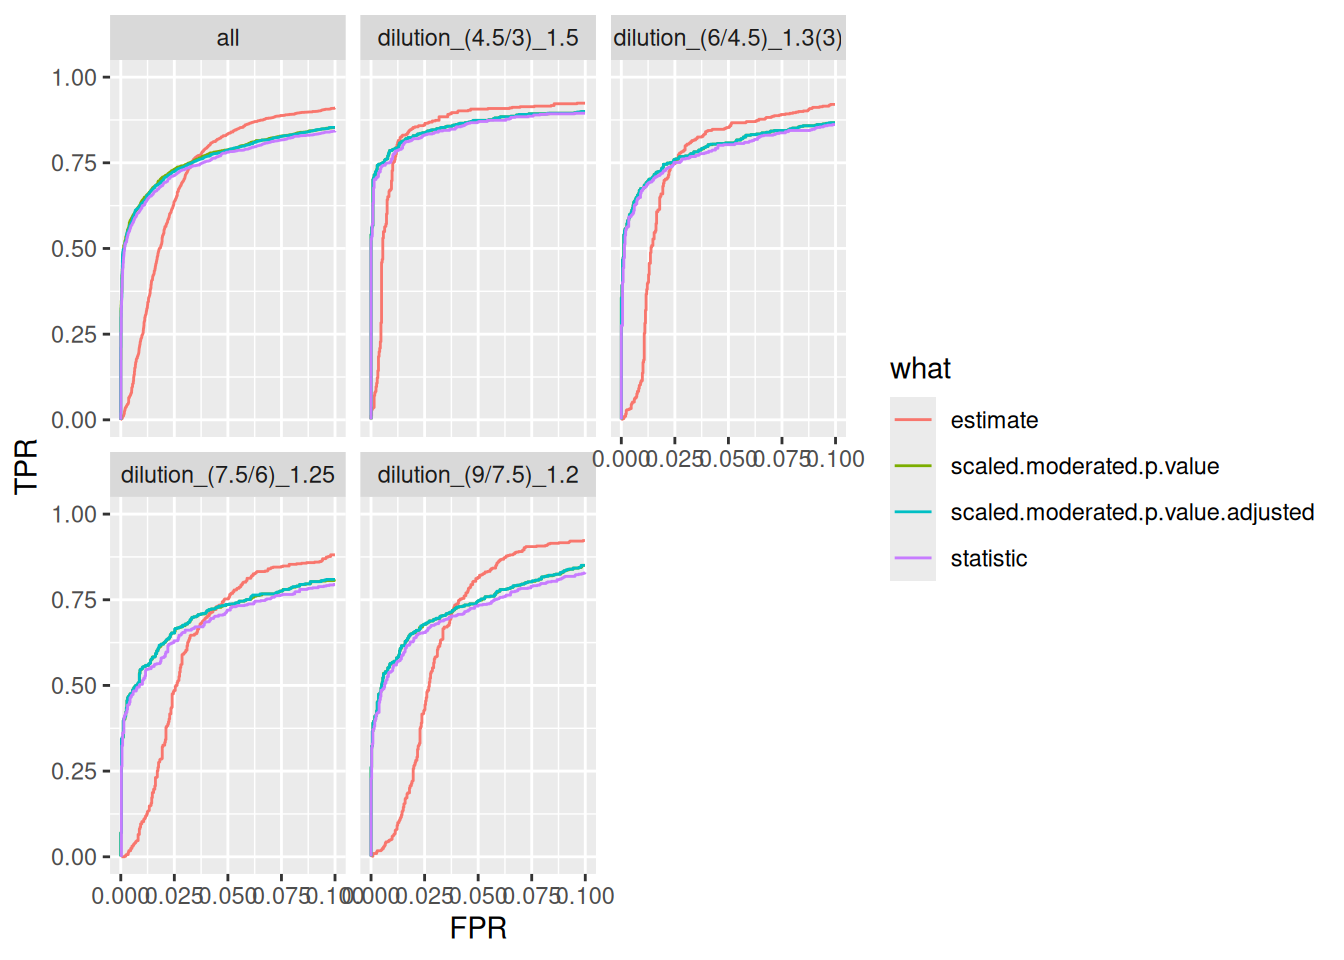 all
dilution_(4.5/3)_1.5
dilution_(6/4.5)_1.3(3)
1.00
0.75
0.50
0.25
0.00
0.000 0.025 0.050 0.075 0.100
dilution_(7.5/6)_1.25
dilution_(9/7.5)_1.2
1.00
0.75
0.50
0.25
0.00
0.000 0.025 0.050 0.075 0.100
0.000 0.025 0.050 0.075 0.100
FPR
TPR
what
estimate
scaled.moderated.p.value
scaled.moderated.p.value.adjusted
statistic